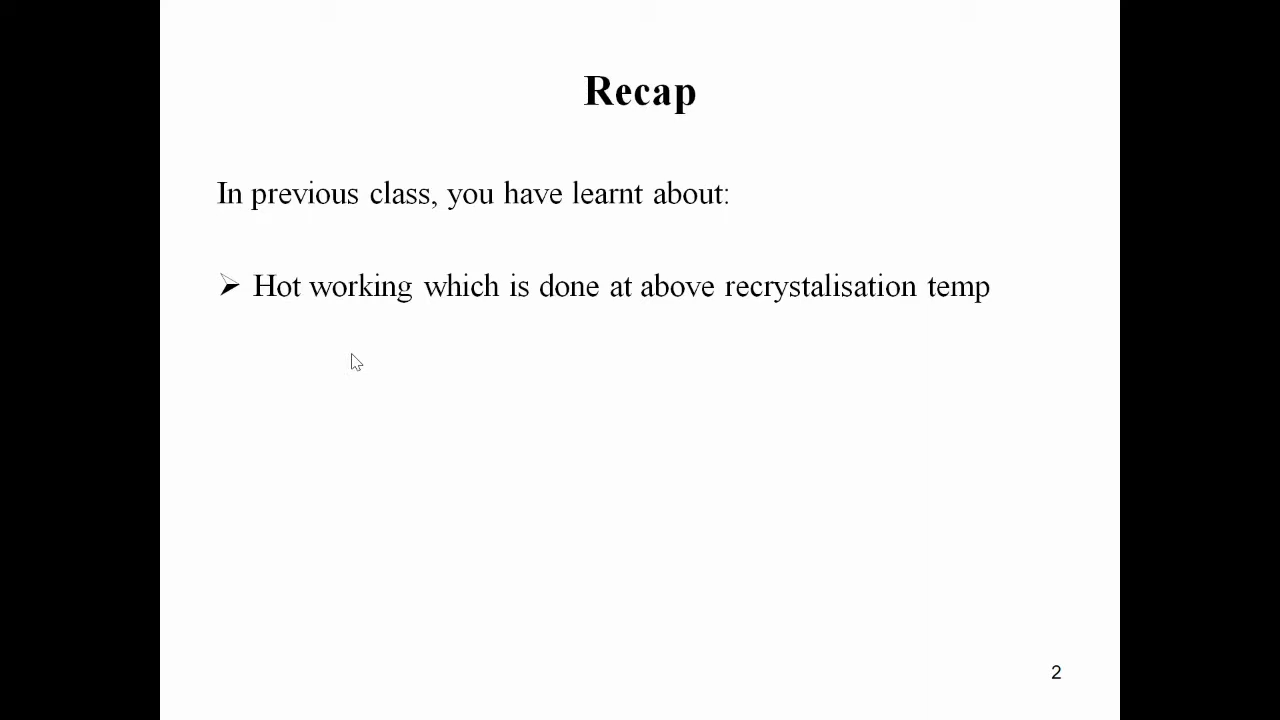 Recap
In previous class, you have learnt about:
➢ Hot working which is done at above recrystalisation temp
2